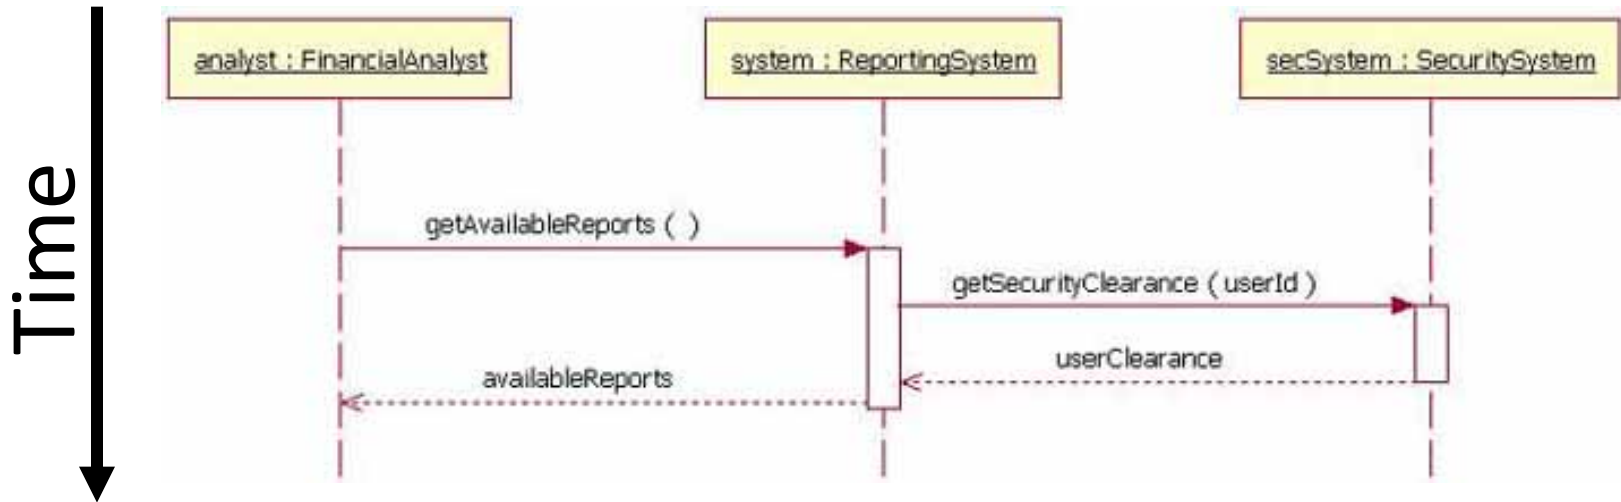 Time
analyst : FinancialAnalyst
system : ReportingSystem
secSystem : SecuritySystem
getAvailableReports ( )
getSecurityClearance ( userId )
userClearance
availableReports